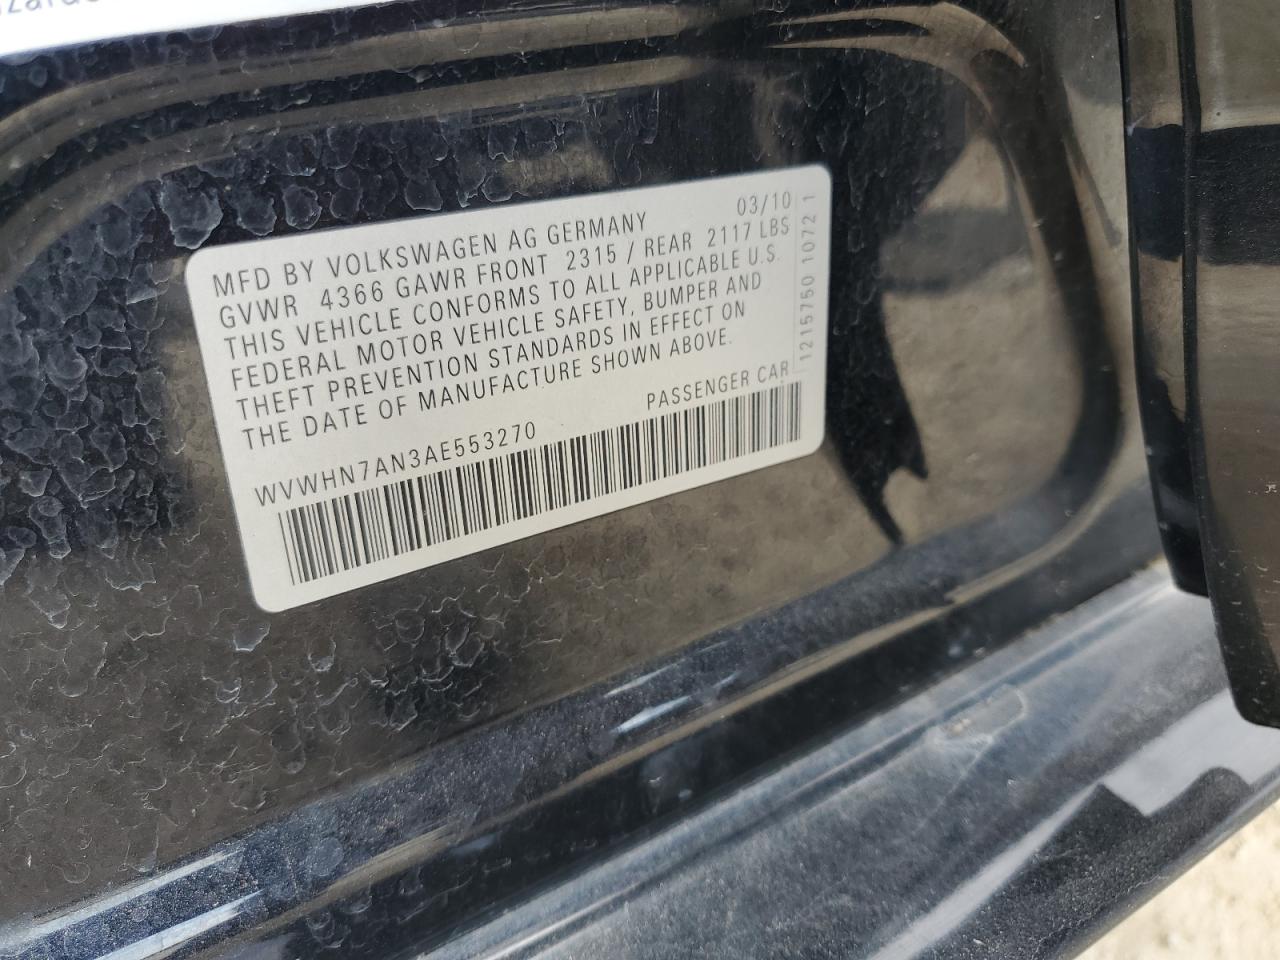 MFD BY VOLKSWAGEN AG GERMANY 03/10
GVWR 4366 GAWR FRONT 2315 / REAR 2117 LBS
THIS VEHICLE CONFORMS TO ALL APPLICABLE U.S.
FEDERAL MOTOR VEHICLE SAFETY, BUMPER AND
THEFT PREVENTION STANDARDS IN EFFECT ON
THE DATE OF MANUFACTURE SHOWN ABOVE.
WVWHN7AN3AE553270 PASSENGER CAR
1215750 1072 1